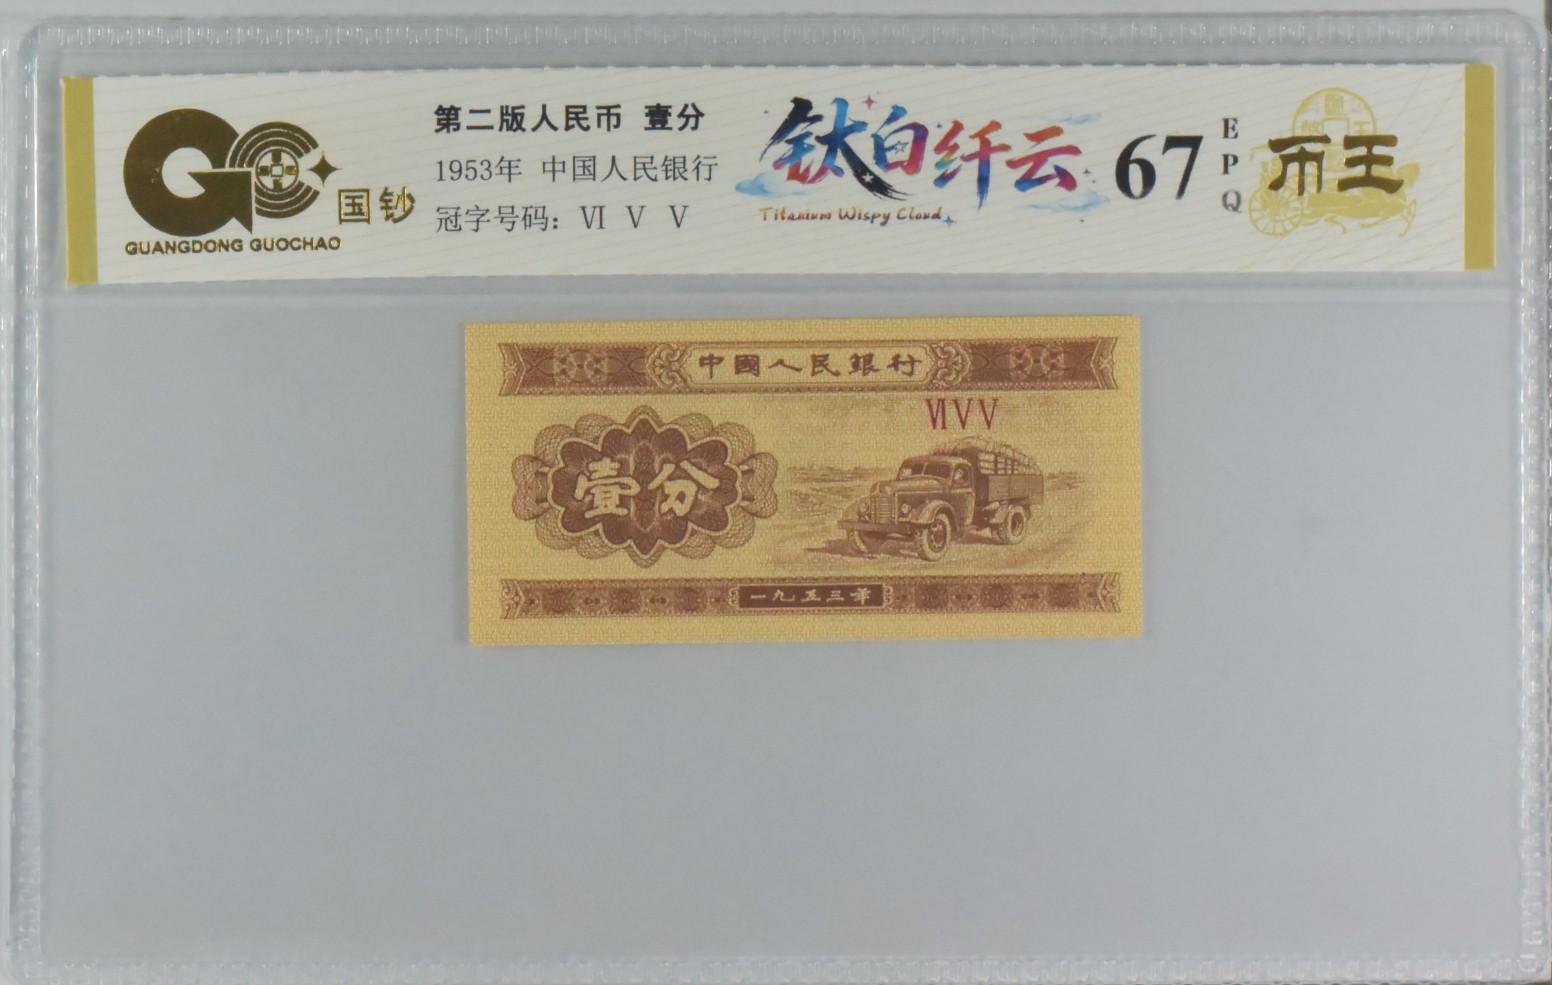 国钞
GUANGDONG GUOCHAO
第二版人民币 壹分
1953年 中国人民银行
冠字号码: Ⅵ Ⅴ Ⅴ
钛白纤云
Titanium Wispy Cloud
67
EPQ
币王
中國人民銀行
ⅥⅤⅤ
壹分
一九五三年